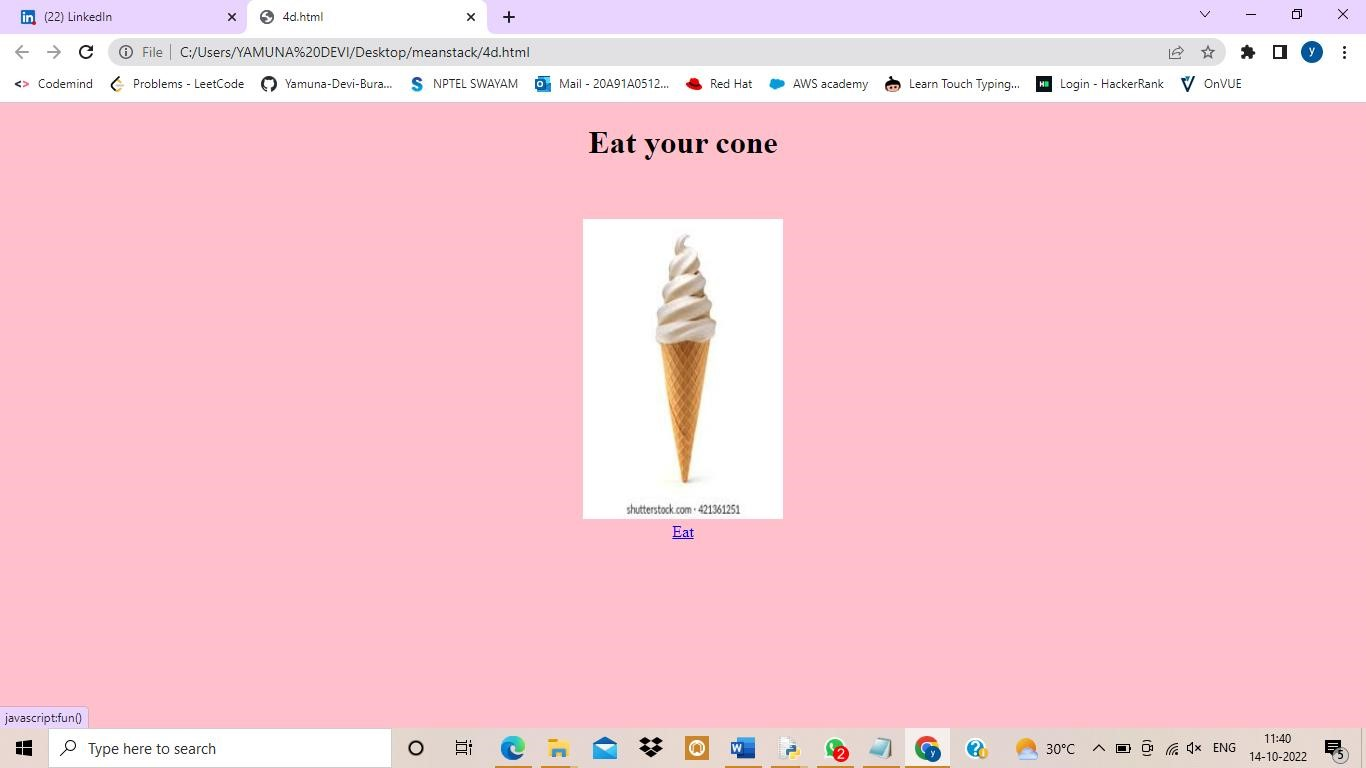 (22) LinkedIn
4d.html
File
C:/Users/YAMUNA%20DEVI/Desktop/meanstack/4d.html
y
Codemind
Problems - LeetCode
Yamuna-Devi-Bura...
NPTEL SWAYAM
Mail - 20A91A0512...
Red Hat
AWS academy
Learn Touch Typing...
Login - HackerRank
OnVUE
Eat your cone
shutterstock.com · 421361251
Eat
javascript:fun()
Type here to search
2
30°C
ENG
11:40
14-10-2022
5